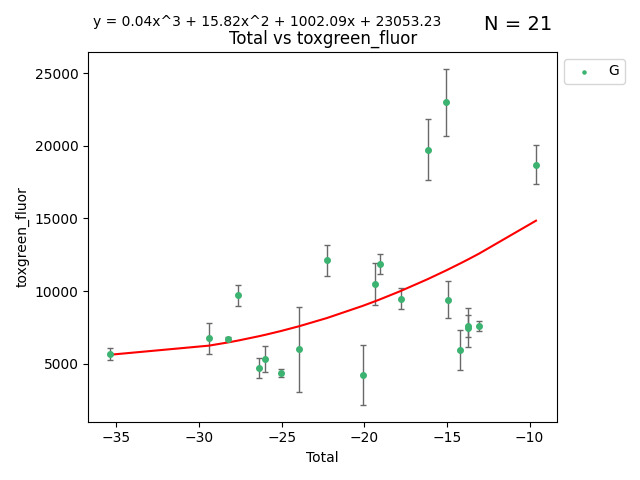 y = 0.04x^3 + 15.82x^2 + 1002.09x + 23053.23
N = 21
Total vs toxgreen_fluor
G
25000
20000
15000
10000
5000
toxgreen_fluor
−35
−30
−25
−20
−15
−10
Total